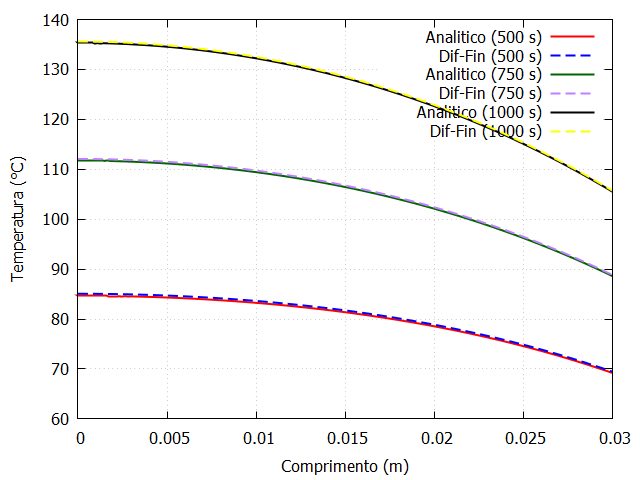 140
130
120
110
100
90
80
70
60
Temperatura (°C)
Analitico (500 s)
Dif-Fin (500 s)
Analitico (750 s)
Dif-Fin (750 s)
Analitico (1000 s)
Dif-Fin (1000 s)
0
0.005
0.01
0.015
0.02
0.025
0.03
Comprimento (m)